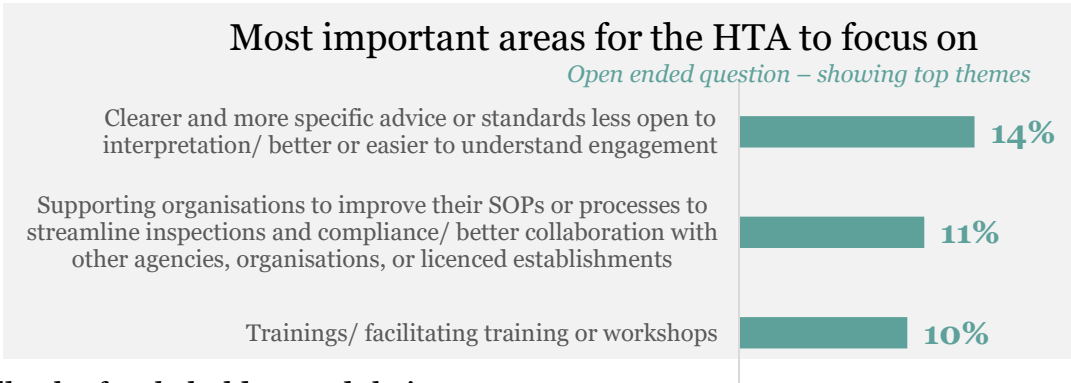 Most important areas for the HTA to focus on
Open ended question – showing top themes
Clearer and more specific advice or standards less open to
interpretation/ better or easier to understand engagement
14%
Supporting organisations to improve their SOPs or processes to
streamline inspections and compliance/ better collaboration with
other agencies, organisations, or licenced establishments
11%
Trainings/ facilitating training or workshops
10%